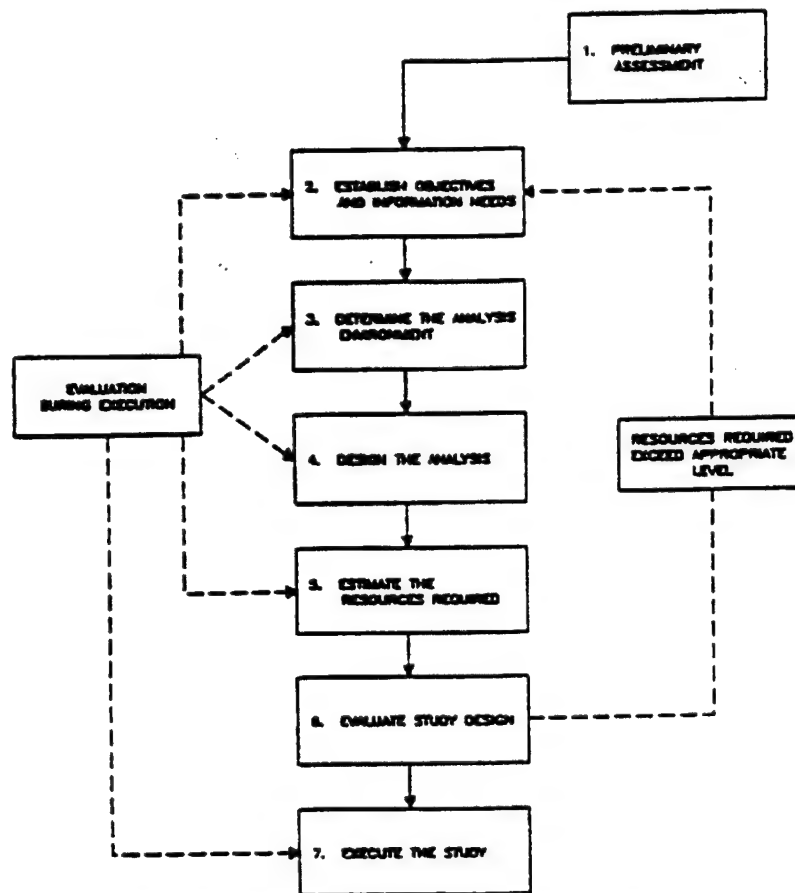 1. PRELIMINARY
ASSESSMENT
2. ESTABLISH OBJECTIVES
AND INFORMATION NEEDS
3. DETERMINE THE ANALYSIS
ENVIRONMENT
EVALUATION
DURING EXECUTION
4. DESIGN THE ANALYSIS
RESOURCES REQUIRED
EXCEED APPROPRIATE
LEVEL
5. ESTIMATE THE
RESOURCES REQUIRED
6. EVALUATE STUDY DESIGN
7. EXECUTE THE STUDY